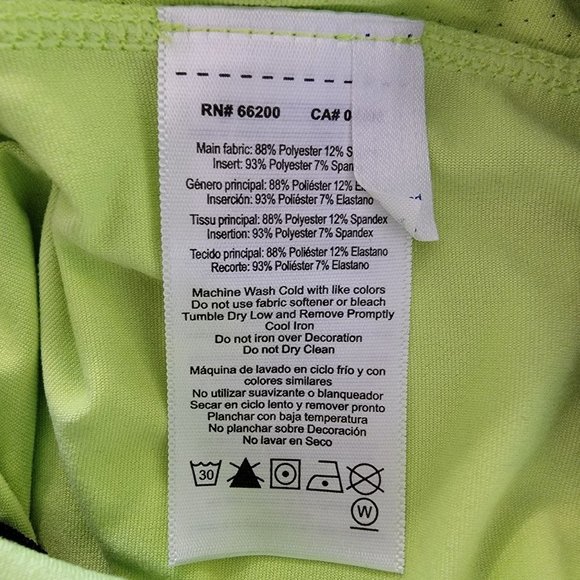 RN# 66200 CA# 0
Main fabric: 88% Polyester 12% S
Insert: 93% Polyester 7% Span
Género principal: 88% Poliéster 12% E
Inserción: 93% Poliéster 7% Elastano
Tissu principal: 88% Polyester 12% Spandex
Insertion: 93% Polyester 7% Spandex
Tecido principal: 88% Poliéster 12% Elastano
Recorte: 93% Poliéster 7% Elastano
Machine Wash Cold with like colors
Do not use fabric softener or bleach
Tumble Dry Low and Remove Promptly
Cool Iron
Do not iron over Decoration
Do not Dry Clean
Máquina de lavado en ciclo frío y con
colores similares
No utilizar suavizante o blanqueador
Secar en ciclo lento y remover pronto
Planchar con baja temperatura
No planchar sobre Decoración
No lavar en Seco
30
W